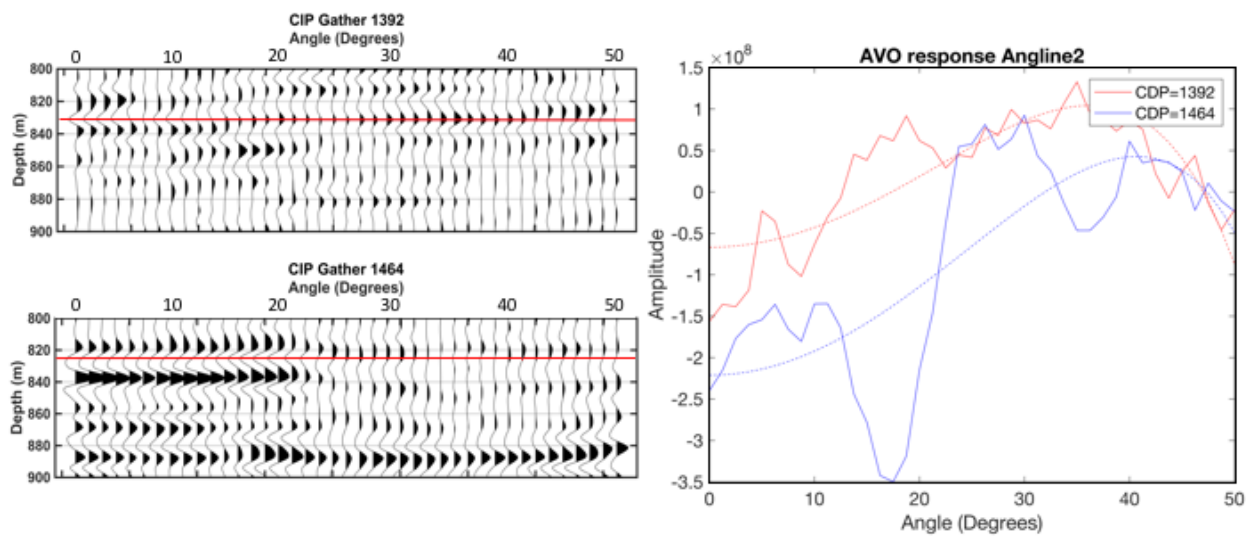 CIP Gather 1392
Angle (Degrees)
0 10 20 30 40 50
800
820
840
860
880
900
Depth (m)
CIP Gather 1464
Angle (Degrees)
0 10 20 30 40 50
800
820
840
860
880
900
Depth (m)
AVO response Angline2
×10⁸
1.5
1
0.5
0
-0.5
-1
-1.5
-2
-2.5
-3
-3.5
Amplitude
CDP=1392
CDP=1464
0 10 20 30 40 50
Angle (Degrees)